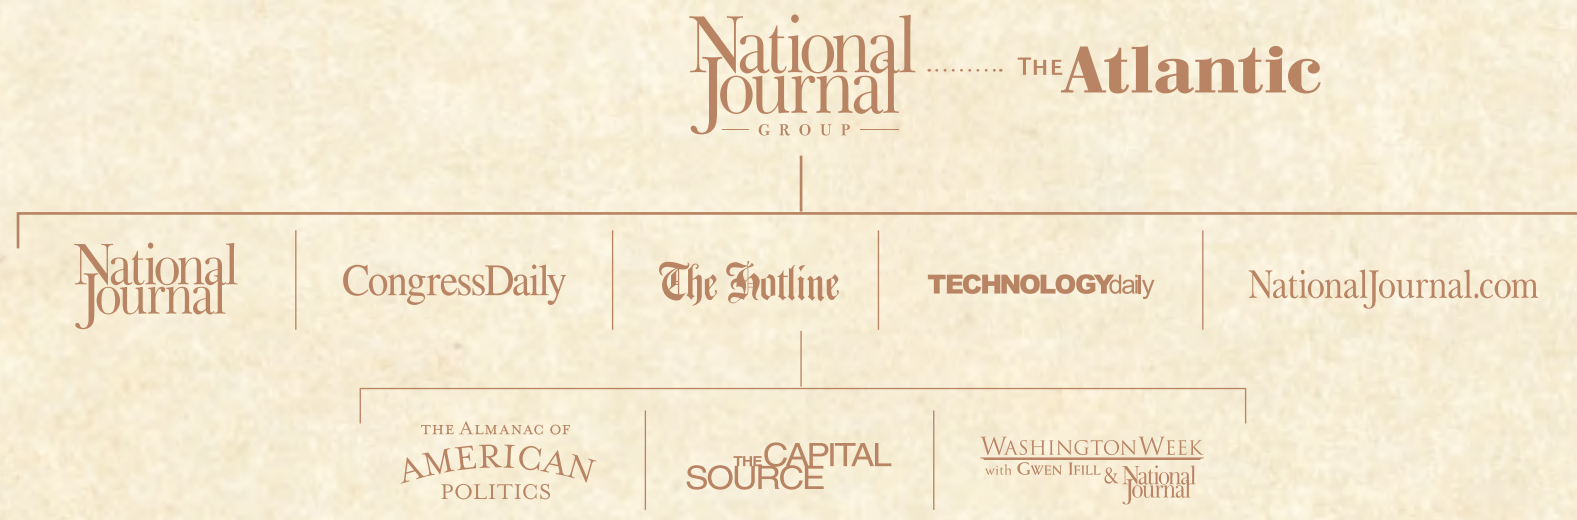 National
Journal
GROUP
THE Atlantic
National
Journal
CongressDaily
The Hotline
TECHNOLOGYdaily
NationalJournal.com
THE ALMANAC OF
AMERICAN
POLITICS
THE CAPITAL
SOURCE
WASHINGTON WEEK
with GWEN IFILL & National
Journal